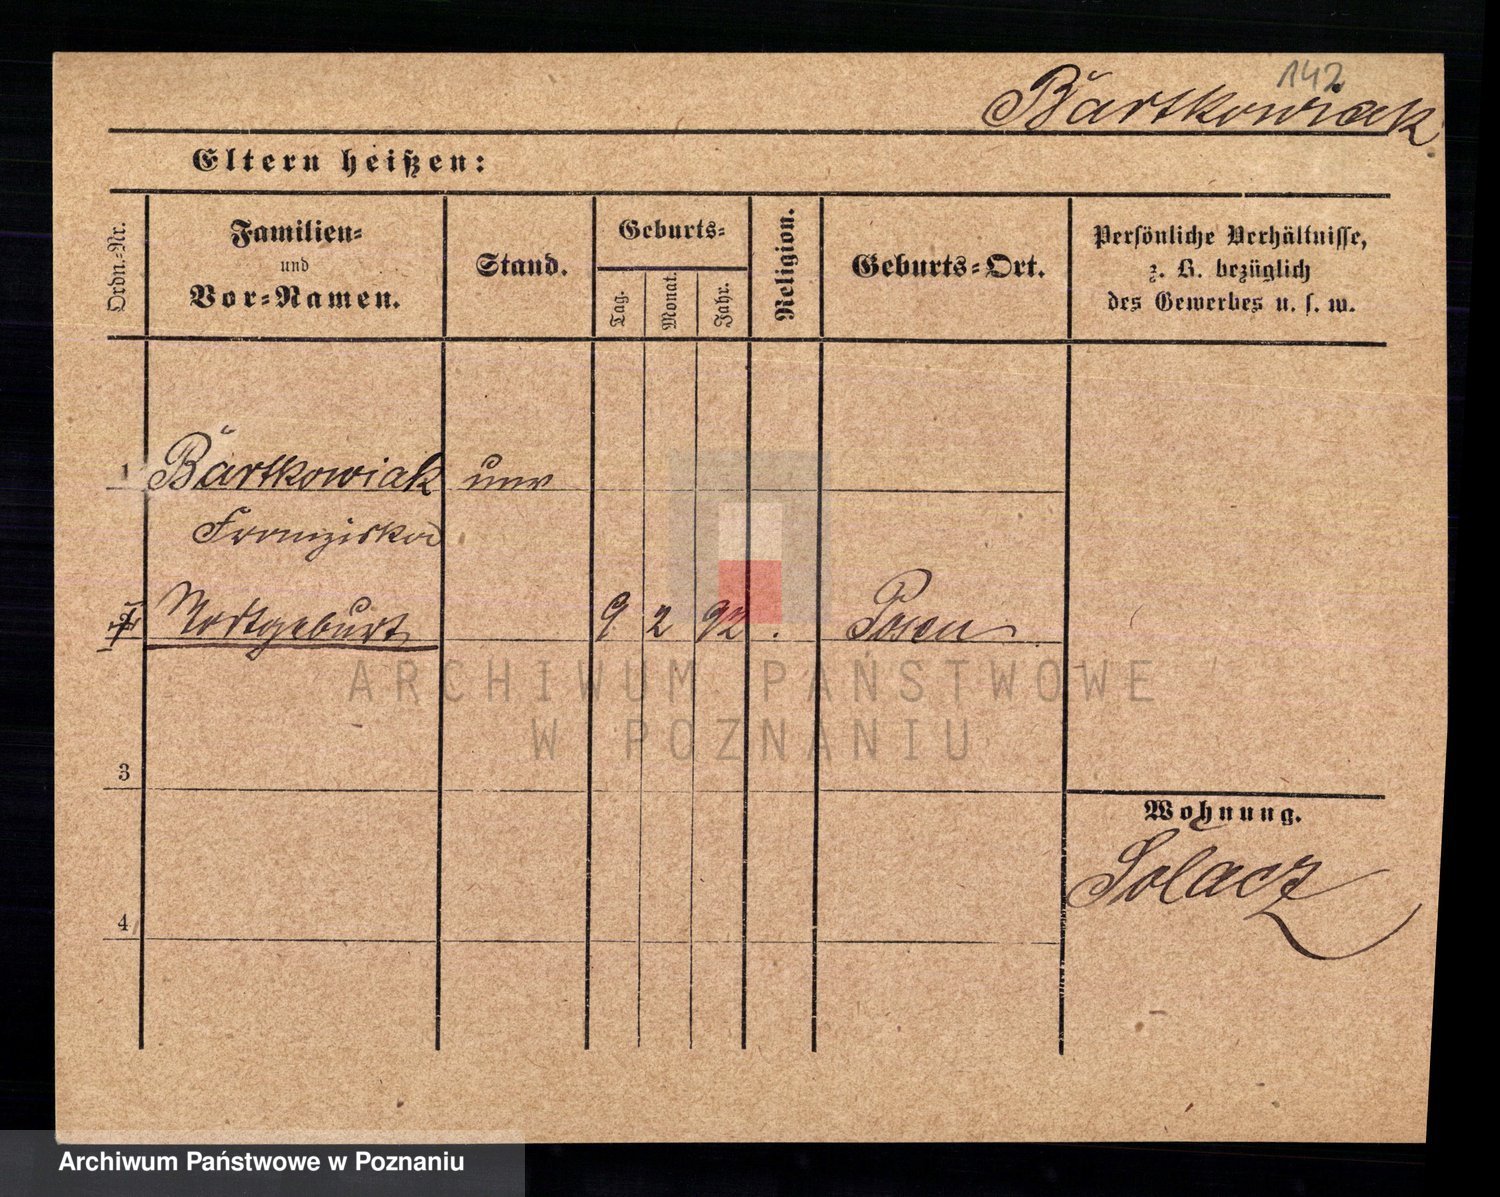 142
Bartkowiak
Eltern heißen:
Ordn.-Nr.
Familien-
und
Vor-Namen.
Stand.
Geburts-
Tag.
Monat.
Jahr.
Religion.
Geburts-Ort.
Persönliche Verhältnisse,
z. B. bezüglich
des Gewerbes u. s. w.
1 Bartkowiak unv
Franziska
9 2 92 Posen
ARCHIWUM PAŃSTWOWE
W POZNANIU
3
Wohnung.
Solacz
4
Archiwum Państwowe w Poznaniu